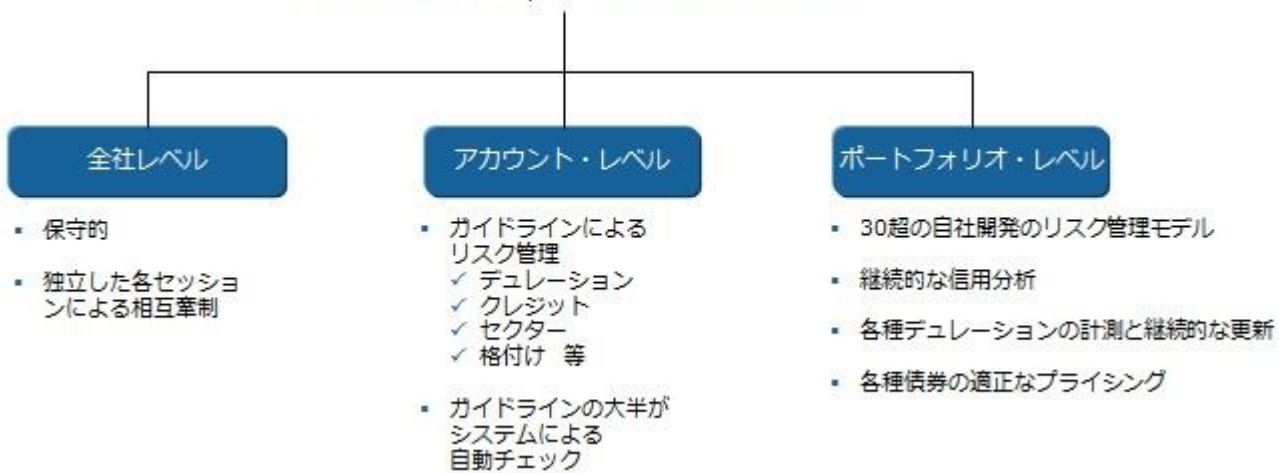 全社レベル
保守的
独立した各セッショ
ンによる相互牽制
アカウント・レベル
ガイドラインによる
リスク管理
デュレーション
クレジット
セクター
格付け 等
ガイドラインの大半が
システムによる
自動チェック
ポートフォリオ・レベル
30超の自社開発のリスク管理モデル
継続的な信用分析
各種デュレーションの計測と継続的な更新
各種債券の適正なプライシング